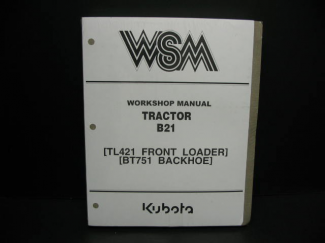 WSM
WORKSHOP MANUAL
TRACTOR
B21
[TL421 FRONT LOADER]
[BT751 BACKHOE]
Kubota